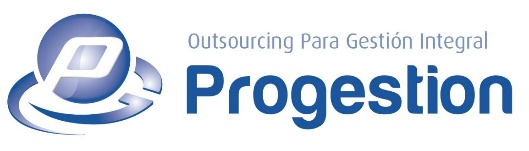 P
Outsourcing Para Gestión Integral
Progestion